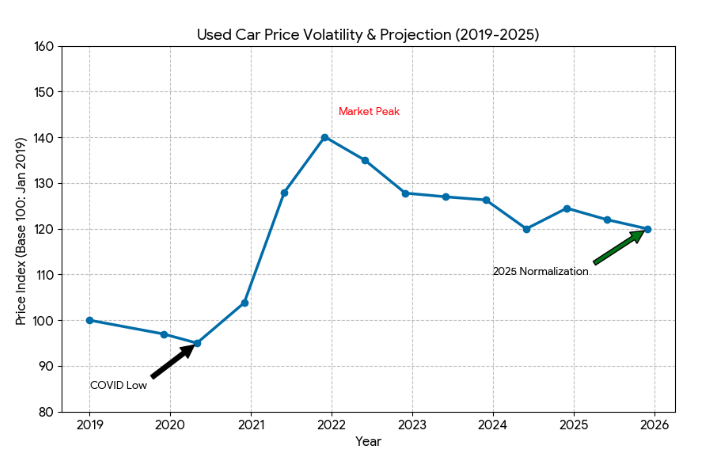 Used Car Price Volatility & Projection (2019-2025)
160
150
140
130
120
110
100
90
80
Price Index (Base 100: Jan 2019)
Market Peak
2025 Normalization
COVID Low
2019 2020 2021 2022 2023 2024 2025 2026
Year